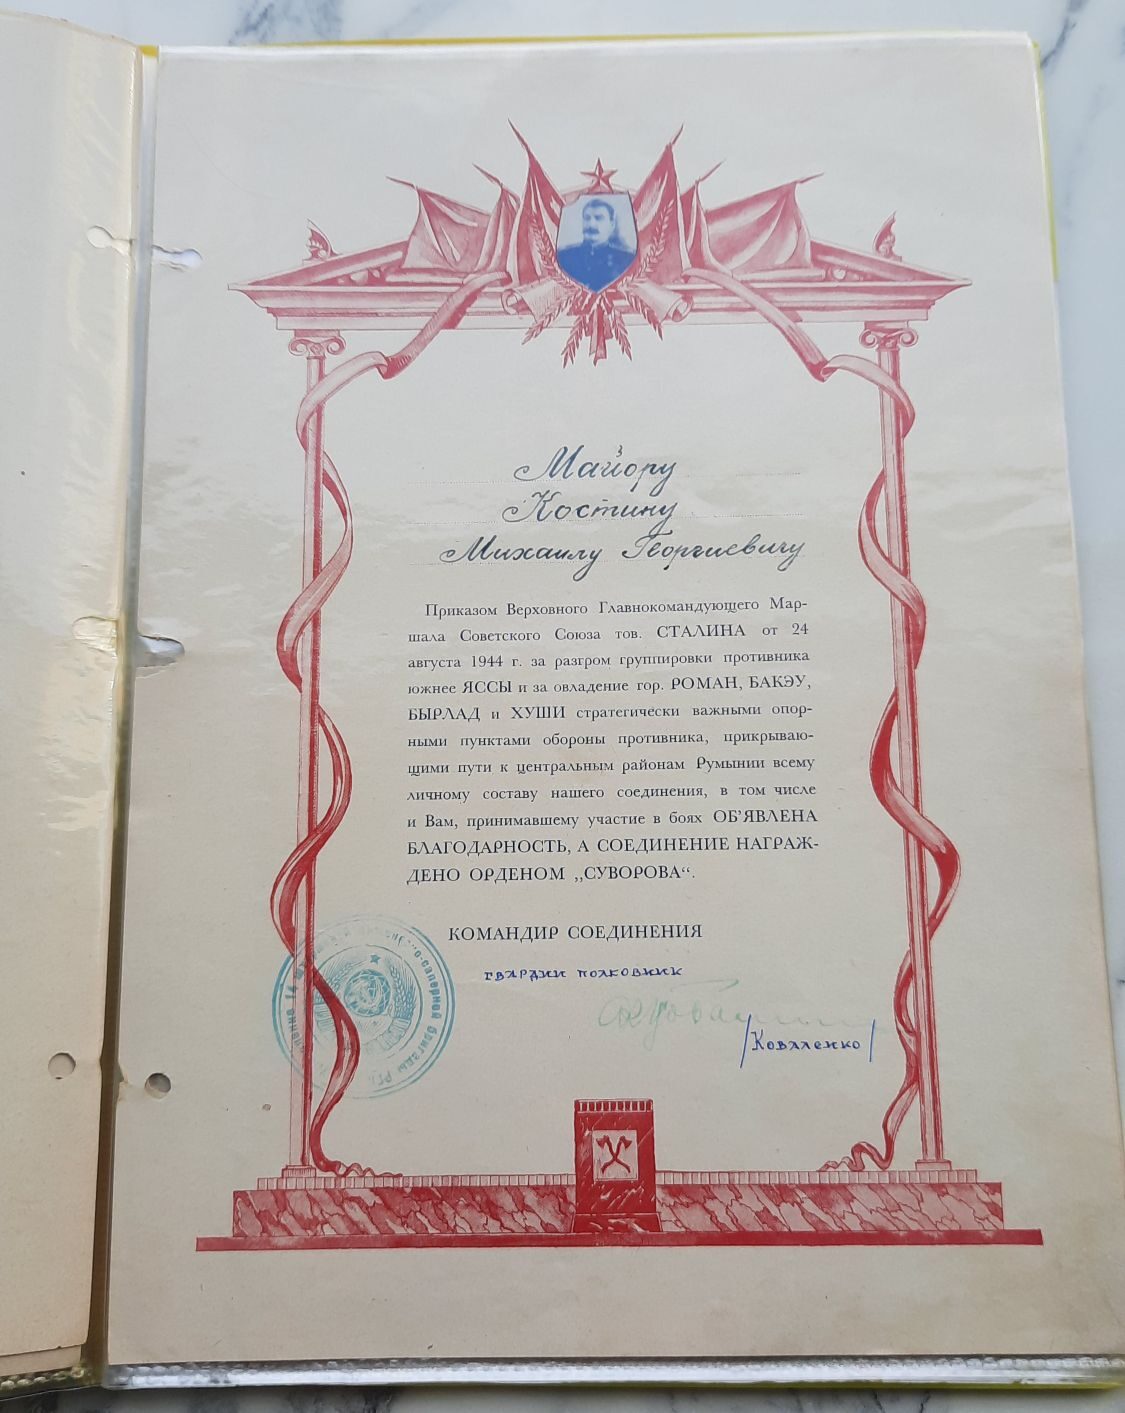 Майору
Костину
Михаилу Георгиевичу
Приказом Верховного Главнокомандующего Мар-
шала Советского Союза тов. СТАЛИНА от 24
августа 1944 г. за разгром группировки противника
южнее ЯССЫ и за овладение гор. РОМАН, БАКЭУ,
БЫРЛАД и ХУШИ стратегически важными опор-
ными пунктами обороны противника, прикрываю-
щими пути к центральным районам Румынии всему
личному составу нашего соединения, в том числе
и Вам, принимавшему участие в боях ОБ'ЯВЛЕНА
БЛАГОДАРНОСТЬ, А СОЕДИНЕНИЕ НАГРАЖ-
ДЕНО ОРДЕНОМ „СУВОРОВА“.
КОМАНДИР СОЕДИНЕНИЯ
гвардии полковник
/Коваленко/
14
саперной бригады